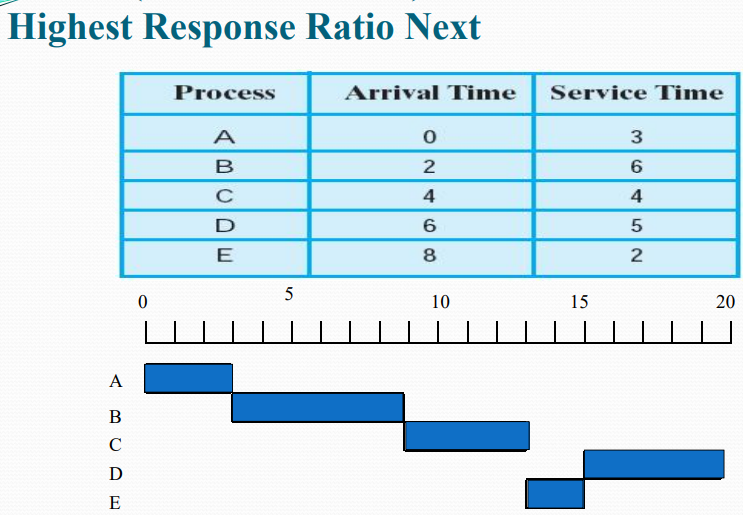 Highest Response Ratio Next
Process Arrival Time Service Time
A 0 3
B 2 6
C 4 4
D 6 5
E 8 2
0 5 10 15 20
A
B
C
D
E